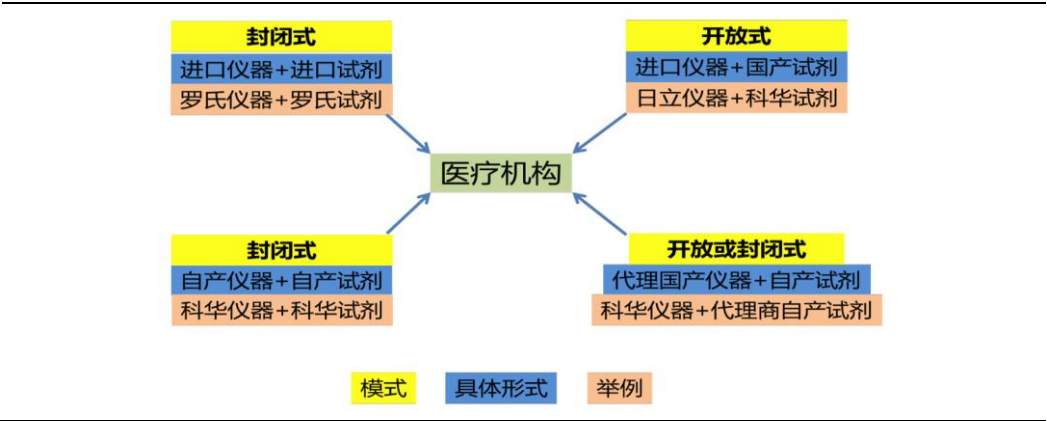 封闭式
进口仪器+进口试剂
罗氏仪器+罗氏试剂
开放式
进口仪器+国产试剂
日立仪器+科华试剂
医疗机构
封闭式
自产仪器+自产试剂
科华仪器+科华试剂
开放或封闭式
代理国产仪器+自产试剂
科华仪器+代理商自产试剂
模式
具体形式
举例